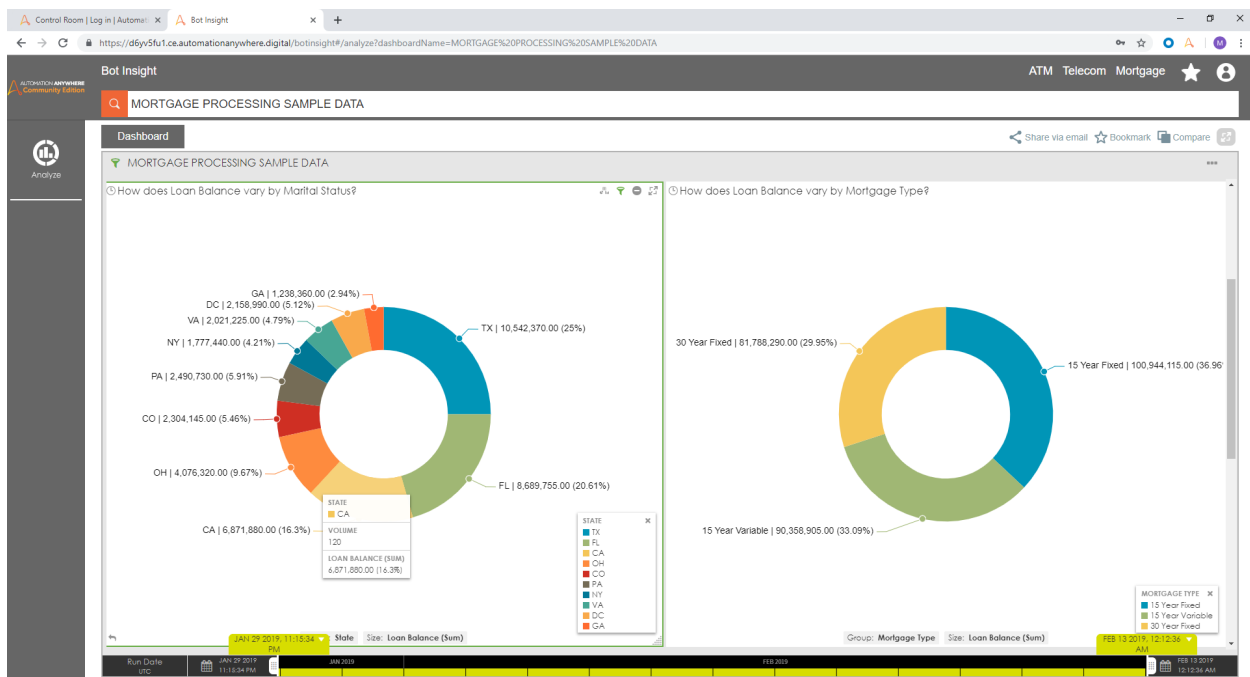 Control Room | Log in | Automati
Bot Insight
https://d6yv5fu1.ce.automationanywhere.digital/botinsight#/analyze?dashboardName=MORTGAGE%20PROCESSING%20SAMPLE%20DATA
M
AUTOMATION ANYWHERE
Community Edition
Bot Insight
ATM Telecom Mortgage
MORTGAGE PROCESSING SAMPLE DATA
Analyze
Dashboard
Share via email Bookmark Compare
MORTGAGE PROCESSING SAMPLE DATA
How does Loan Balance vary by Marital Status?
GA | 1,238,360.00 (2.94%)
DC | 2,158,990.00 (5.12%)
VA | 2,021,225.00 (4.79%)
TX | 10,542,370.00 (25%)
NY | 1,777,440.00 (4.21%)
PA | 2,490,730.00 (5.91%)
CO | 2,304,145.00 (5.46%)
OH | 4,076,320.00 (9.67%)
FL | 8,689,755.00 (20.61%)
CA | 6,871,880.00 (16.3%)
STATE
CA
VOLUME
120
LOAN BALANCE (SUM)
6,871,880.00 (16.3%)
STATE
TX
FL
CA
OH
CO
PA
NY
VA
DC
GA
State Size: Loan Balance (Sum)
How does Loan Balance vary by Mortgage Type?
30 Year Fixed | 81,788,290.00 (29.95%)
15 Year Fixed | 100,944,115.00 (36.96
15 Year Variable | 90,358,905.00 (33.09%)
MORTGAGE TYPE
15 Year Fixed
15 Year Variable
30 Year Fixed
Group: Mortgage Type Size: Loan Balance (Sum)
JAN 29 2019, 11:15:34
PM
FEB 13 2019, 12:12:36
AM
Run Date
UTC
JAN 29 2019
11:15:34 PM
JAN 2019
FEB 2019
FEB 13 2019
12:12:36 AM